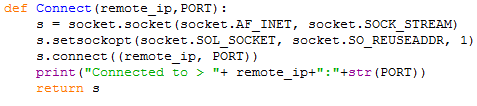 def Connect(remote_ip,PORT):
    s = socket.socket(socket.AF_INET, socket.SOCK_STREAM)
    s.setsockopt(socket.SOL_SOCKET, socket.SO_REUSEADDR, 1)
    s.connect((remote_ip, PORT))
    print("Connected to > "+ remote_ip+":"+str(PORT))
    return s